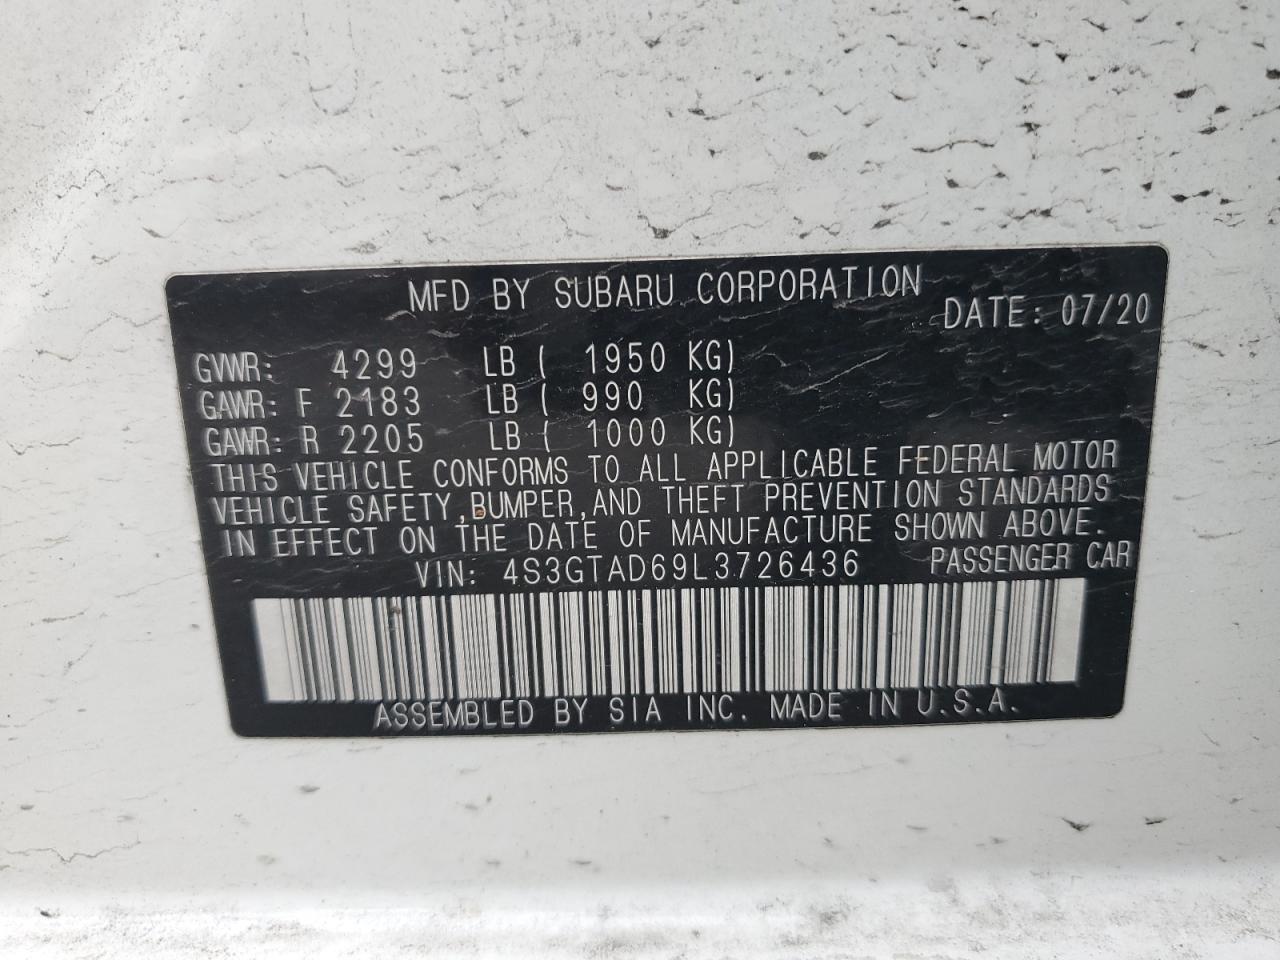 MFD BY SUBARU CORPORATION
DATE: 07/20
GVWR: 4299 LB ( 1950 KG)
GAWR: F 2183 LB ( 990 KG)
GAWR: R 2205 LB ( 1000 KG)
THIS VEHICLE CONFORMS TO ALL APPLICABLE FEDERAL MOTOR
VEHICLE SAFETY,BUMPER,AND THEFT PREVENTION STANDARDS
IN EFFECT ON THE DATE OF MANUFACTURE SHOWN ABOVE.
VIN: 4S3GTAD69L3726436 PASSENGER CAR
ASSEMBLED BY SIA INC. MADE IN U.S.A.